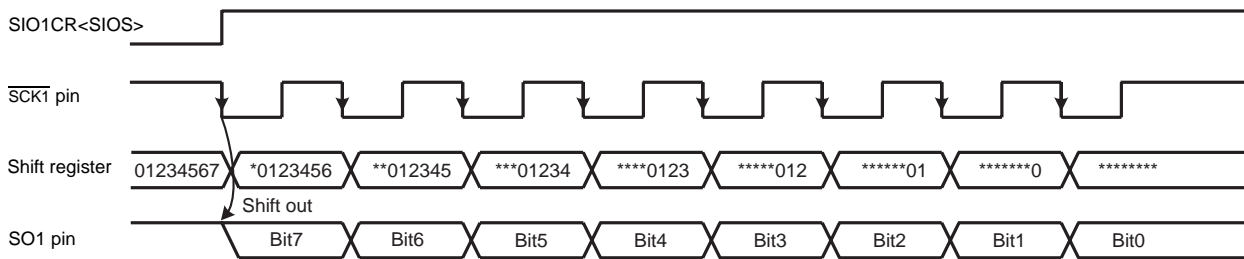 SIO1CR<SIOS>
SCK1 pin
Shift register 01234567 *0123456 **012345 ***01234 ****0123 *****012 ******01 *******0 ********
Shift out
SO1 pin Bit7 Bit6 Bit5 Bit4 Bit3 Bit2 Bit1 Bit0